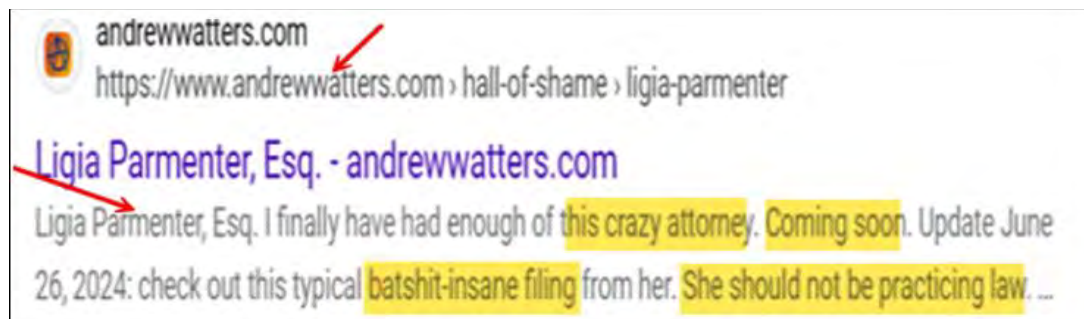 andrewwatters.com
https://www.andrewwatters.com › hall-of-shame › ligia-parmenter
Ligia Parmenter, Esq. - andrewwatters.com
Ligia Parmenter, Esq. I finally have had enough of this crazy attorney. Coming soon. Update June
26, 2024: check out this typical batshit-insane filing from her. She should not be practicing law. ...